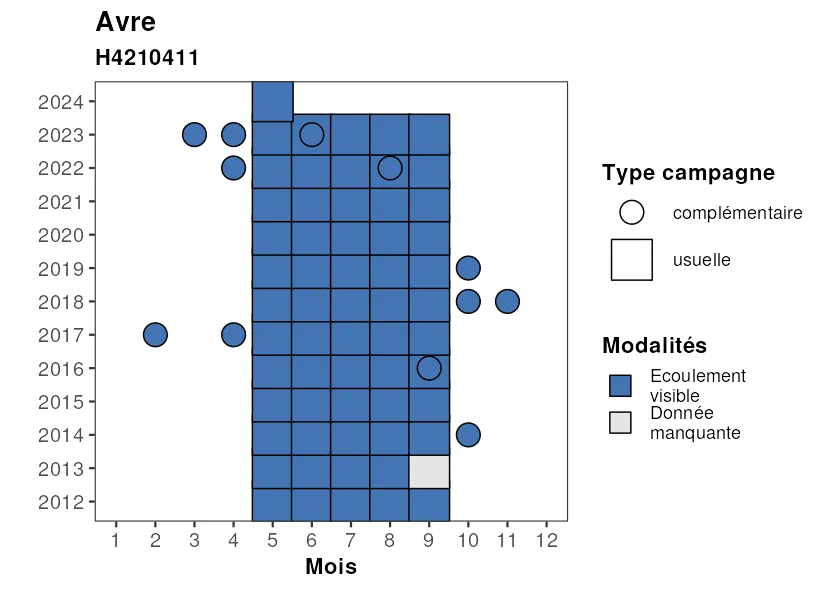 Avre
H4210411
2024
2023
2022
2021
2020
2019
2018
2017
2016
2015
2014
2013
2012
1 2 3 4 5 6 7 8 9 10 11 12
Mois
Type campagne
complémentaire
usuelle
Modalités
Ecoulement
visible
Donnée
manquante